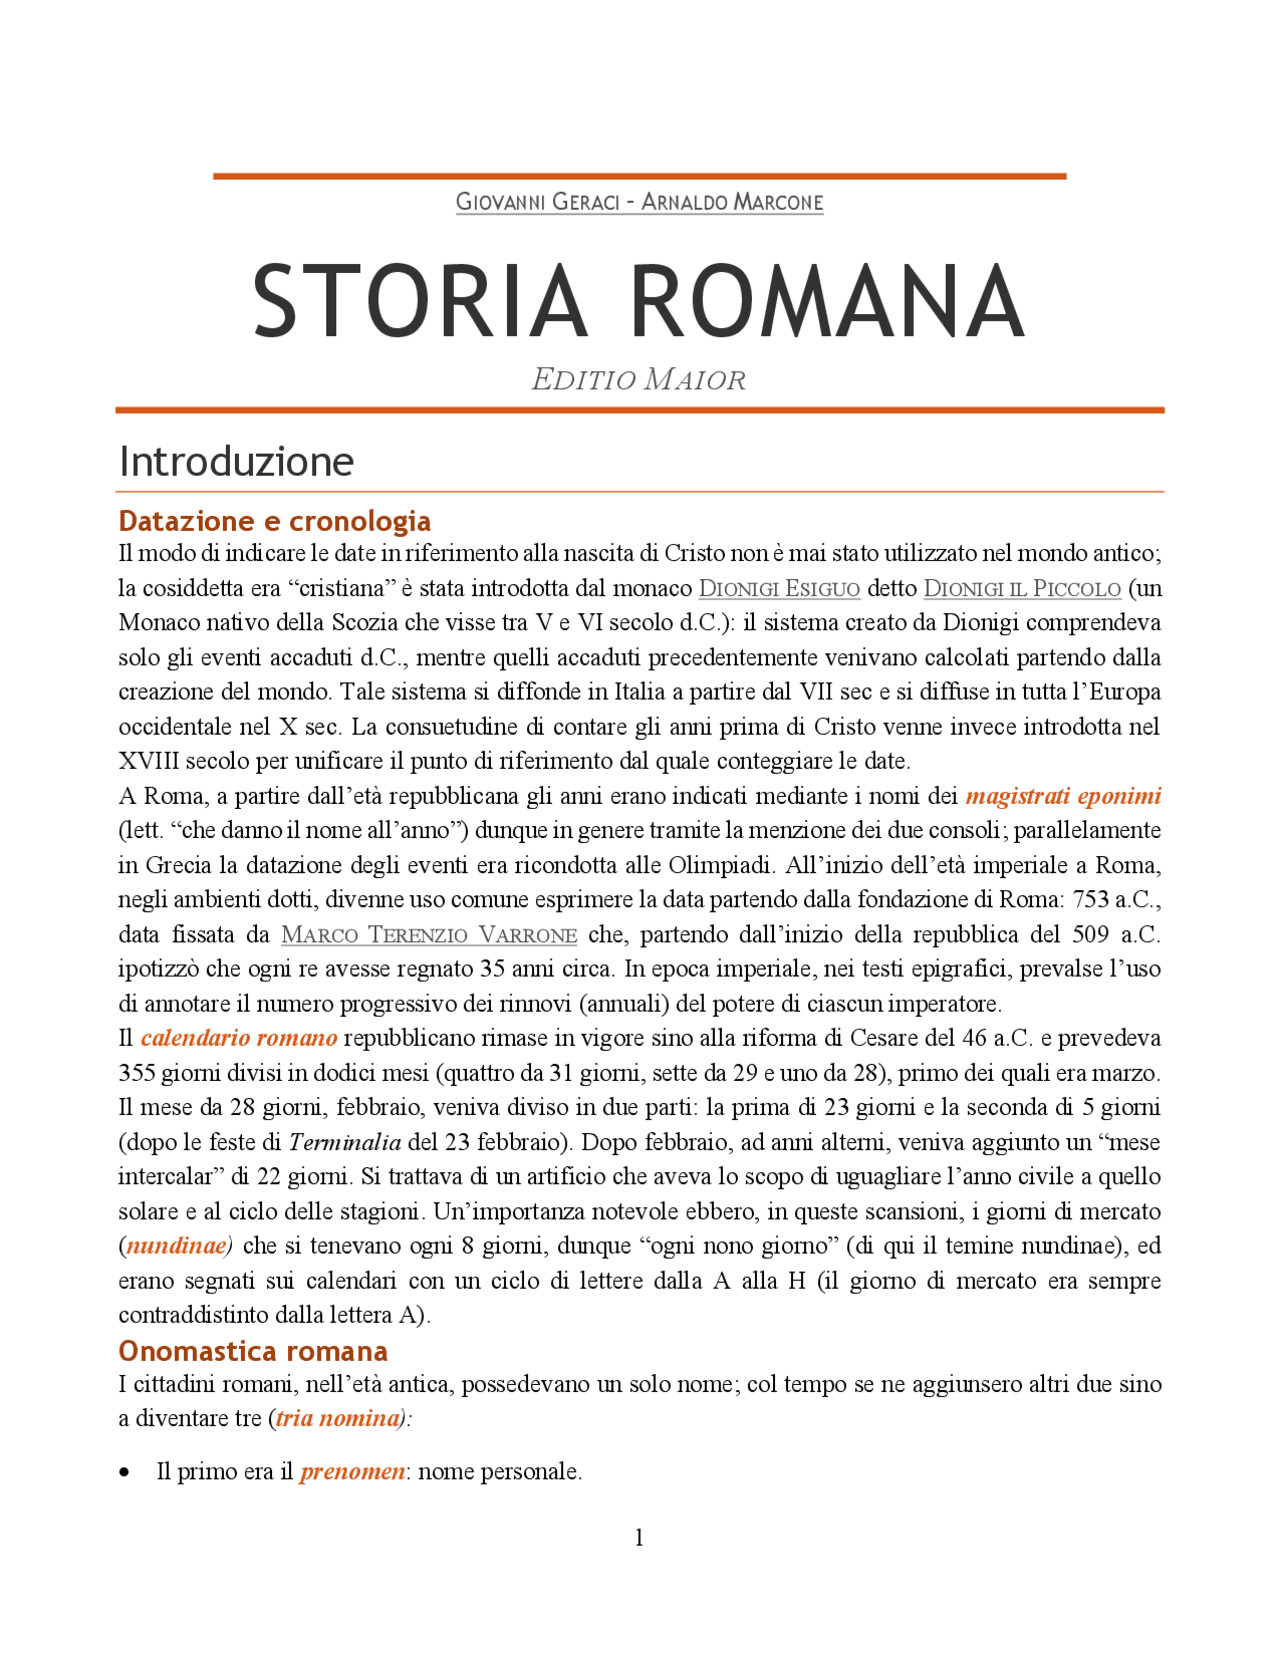 GIOVANNI GERACI - ARNALDO MARCONE
STORIA ROMANA
EDITIO MAIOR
Introduzione
Datazione e cronologia
Il modo di indicare le date in riferimento alla nascita di Cristo non è mai stato utilizzato nel mondo antico;
la cosiddetta era “cristiana” è stata introdotta dal monaco DIONIGI ESIGUO detto DIONIGI IL PICCOLO (un
Monaco nativo della Scozia che visse tra V e VI secolo d.C.): il sistema creato da Dionigi comprendeva
solo gli eventi accaduti d.C., mentre quelli accaduti precedentemente venivano calcolati partendo dalla
creazione del mondo. Tale sistema si diffonde in Italia a partire dal VII sec e si diffuse in tutta l’Europa
occidentale nel X sec. La consuetudine di contare gli anni prima di Cristo venne invece introdotta nel
XVIII secolo per unificare il punto di riferimento dal quale conteggiare le date.
A Roma, a partire dall’età repubblicana gli anni erano indicati mediante i nomi dei magistrati eponimi
(lett. “che danno il nome all’anno”) dunque in genere tramite la menzione dei due consoli; parallelamente
in Grecia la datazione degli eventi era ricondotta alle Olimpiadi. All’inizio dell’età imperiale a Roma,
negli ambienti dotti, divenne uso comune esprimere la data partendo dalla fondazione di Roma: 753 a.C.,
data fissata da MARCO TERENZIO VARRONE che, partendo dall’inizio della repubblica del 509 a.C.
ipotizzò che ogni re avesse regnato 35 anni circa. In epoca imperiale, nei testi epigrafici, prevalse l’uso
di annotare il numero progressivo dei rinnovi (annuali) del potere di ciascun imperatore.
Il calendario romano repubblicano rimase in vigore sino alla riforma di Cesare del 46 a.C. e prevedeva
355 giorni divisi in dodici mesi (quattro da 31 giorni, sette da 29 e uno da 28), primo dei quali era marzo.
Il mese da 28 giorni, febbraio, veniva diviso in due parti: la prima di 23 giorni e la seconda di 5 giorni
(dopo le feste di Terminalia del 23 febbraio). Dopo febbraio, ad anni alterni, veniva aggiunto un “mese
intercalar” di 22 giorni. Si trattava di un artificio che aveva lo scopo di uguagliare l’anno civile a quello
solare e al ciclo delle stagioni. Un’importanza notevole ebbero, in queste scansioni, i giorni di mercato
(nundinae) che si tenevano ogni 8 giorni, dunque “ogni nono giorno” (di qui il temine nundinae), ed
erano segnati sui calendari con un ciclo di lettere dalla A alla H (il giorno di mercato era sempre
contraddistinto dalla lettera A).
Onomastica romana
I cittadini romani, nell’età antica, possedevano un solo nome; col tempo se ne aggiunsero altri due sino
a diventare tre (tria nomina):
• Il primo era il prenomen: nome personale.
1